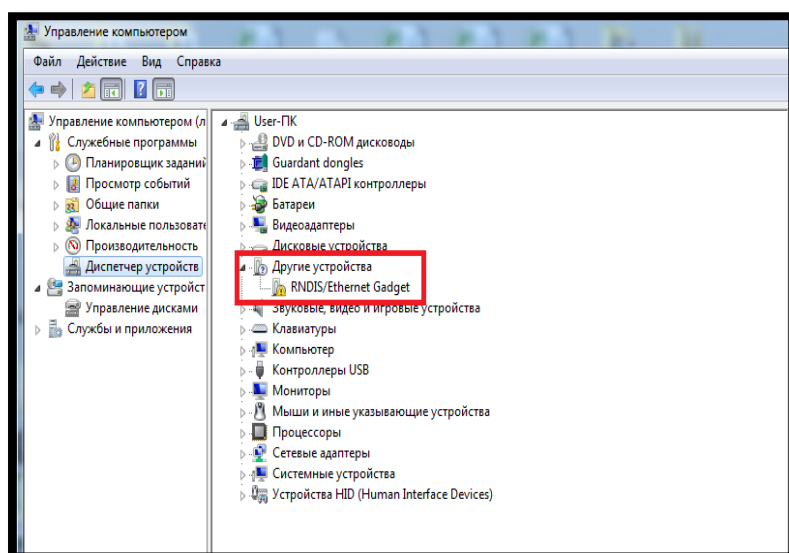 Управление компьютером
Файл Действие Вид Справка
Управление компьютером (л
Служебные программы
Планировщик заданий
Просмотр событий
Общие папки
Локальные пользовате
Производительность
Диспетчер устройств
Запоминающие устройст
Управление дисками
Службы и приложения
User-ПК
DVD и CD-ROM дисководы
Guardant dongles
IDE ATA/ATAPI контроллеры
Батареи
Видеоадаптеры
Дисковые устройства
Другие устройства
RNDIS/Ethernet Gadget
Звуковые, видео и игровые устройства
Клавиатуры
Компьютер
Контроллеры USB
Мониторы
Мыши и иные указывающие устройства
Процессоры
Сетевые адаптеры
Системные устройства
Устройства HID (Human Interface Devices)